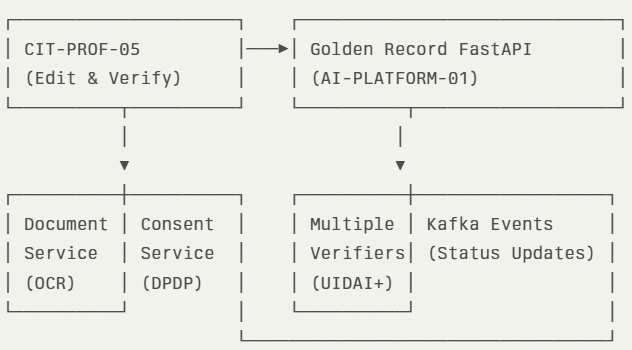 CIT-PROF-05
(Edit & Verify)
Golden Record FastAPI
(AI-PLATFORM-01)
Document
Service
(OCR)
Consent
Service
(DPDP)
Multiple
Verifiers
(UIDAI+)
Kafka Events
(Status Updates)